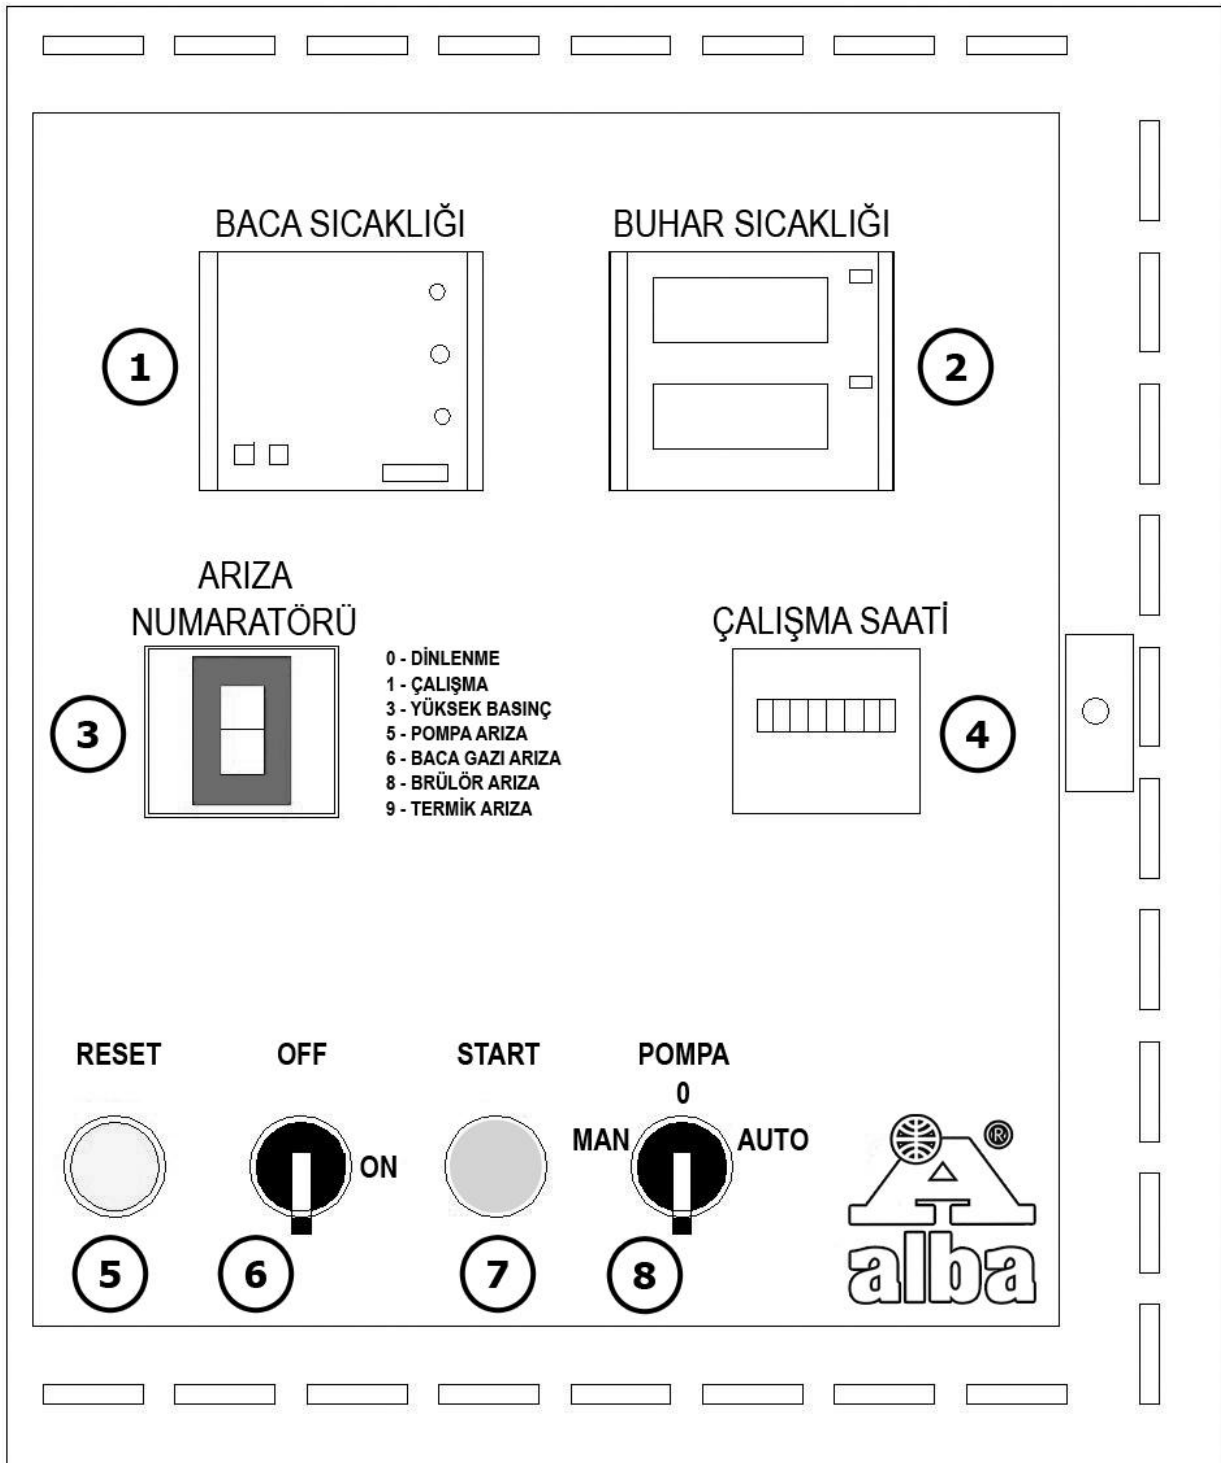 BACA SICAKLIĞI
BUHAR SICAKLIĞI
1
2
ARIZA
NUMARATÖRÜ
3
0 - DİNLENME
1 - ÇALIŞMA
3 - YÜKSEK BASINÇ
5 - POMPA ARIZA
6 - BACA GAZI ARIZA
8 - BRÜLÖR ARIZA
9 - TERMİK ARIZA
ÇALIŞMA SAATİ
4
RESET
OFF
ON
START
POMPA
0
MAN
AUTO
5
6
7
8
®
alba